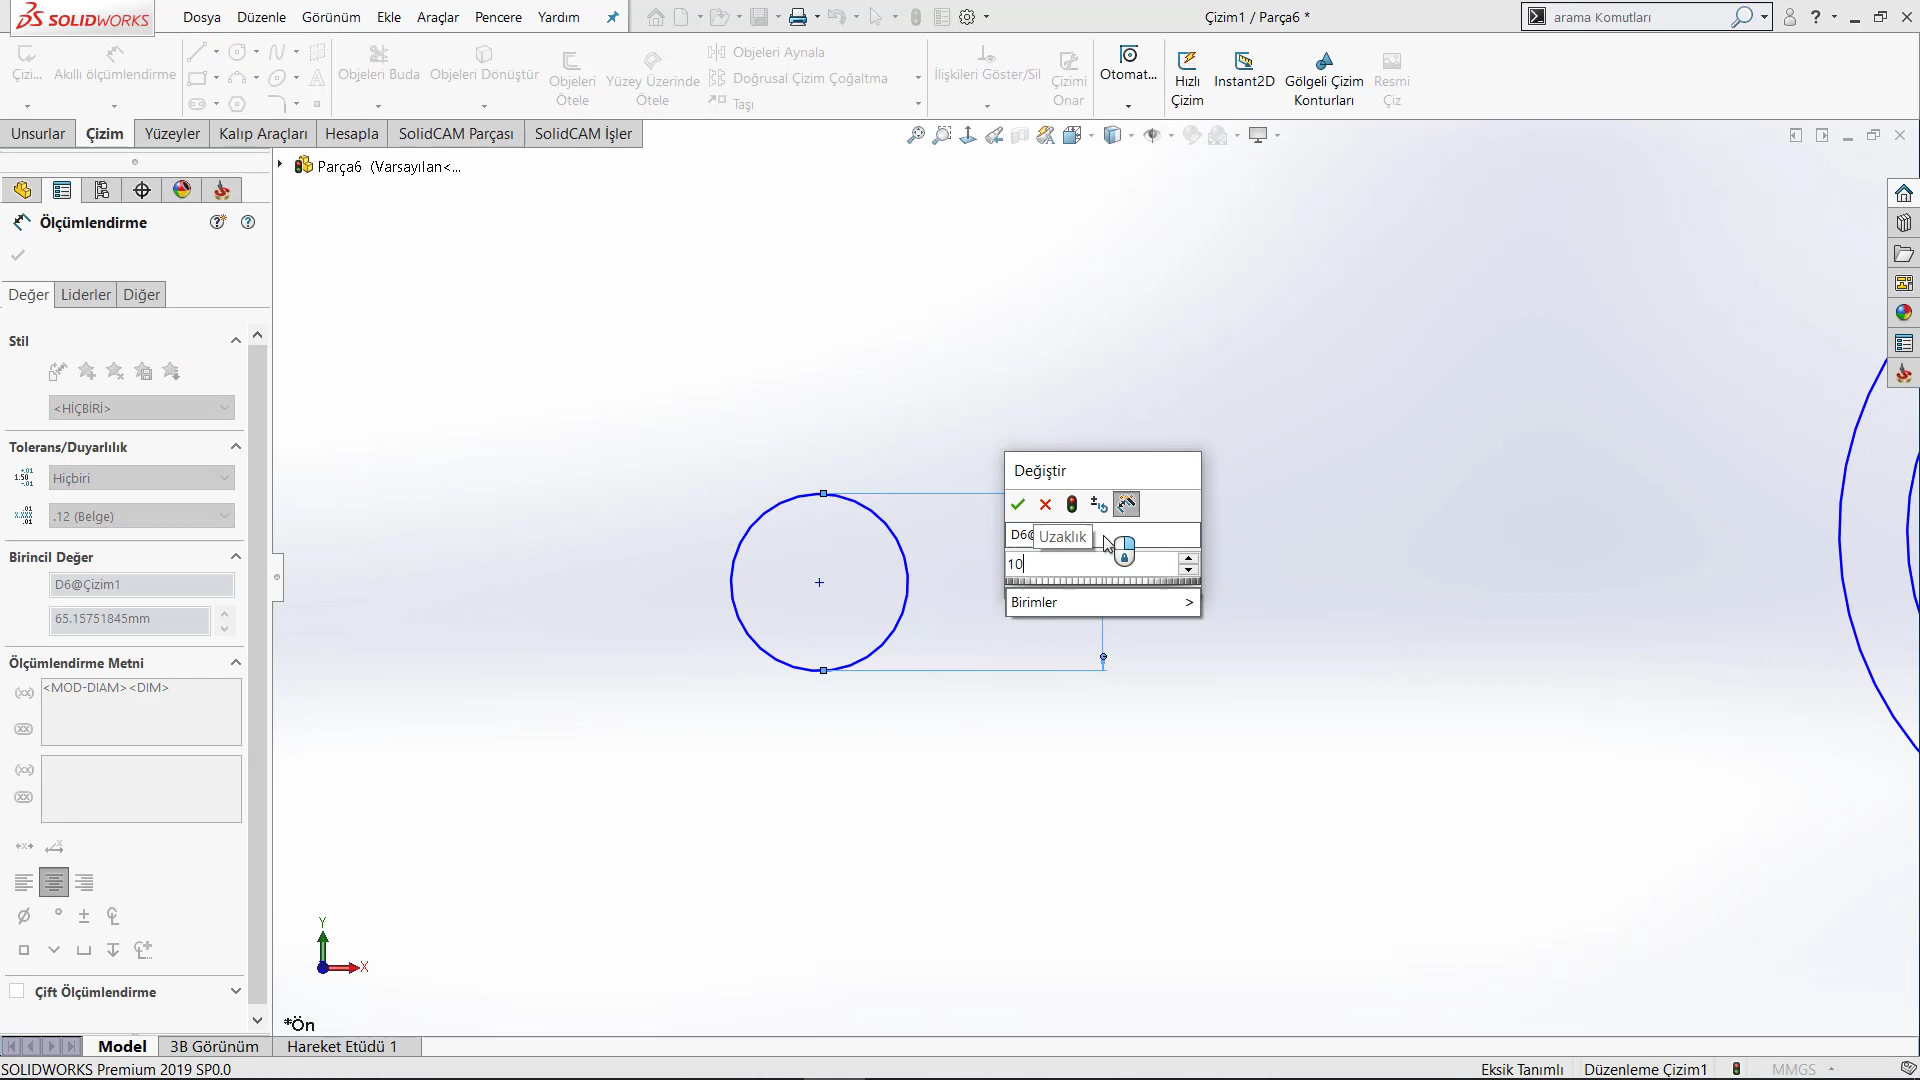 SOLIDWORKS
Dosya Düzenle Görünüm Ekle Araçlar Pencere Yardım
Çizim1 / Parça6 *
arama Komutları
Çizi...
Akıllı ölçümlendirme
Objeleri Buda
Objeleri Dönüştür
Objeleri
Ötele
Yüzey Üzerinde
Ötele
Objeleri Aynala
Doğrusal Çizim Çoğaltma
Taşı
İlişkileri Göster/Sil
Çizimi
Onar
Otomat...
Hızlı
Çizim
Instant2D
Gölgeli Çizim
Konturları
Resmi
Çiz
Unsurlar Çizim Yüzeyler Kalıp Araçları Hesapla SolidCAM Parçası SolidCAM İşler
Parça6 (Varsayılan<...
Ölçümlendirme
Değer Liderler Diğer
Stil
<HİÇBİRİ>
Tolerans/Duyarlılık
Hiçbiri
.12 (Belge)
Birincil Değer
D6@Çizim1
65.15751845mm
Ölçümlendirme Metni
<MOD-DIAM><DIM>
Çift Ölçümlendirme
Değiştir
D6@
Uzaklık
10
Birimler >
Y
X
*Ön
Model 3B Görünüm Hareket Etüdü 1
SOLIDWORKS Premium 2019 SP0.0
Eksik Tanımlı Düzenleme Çizim1 MMGS